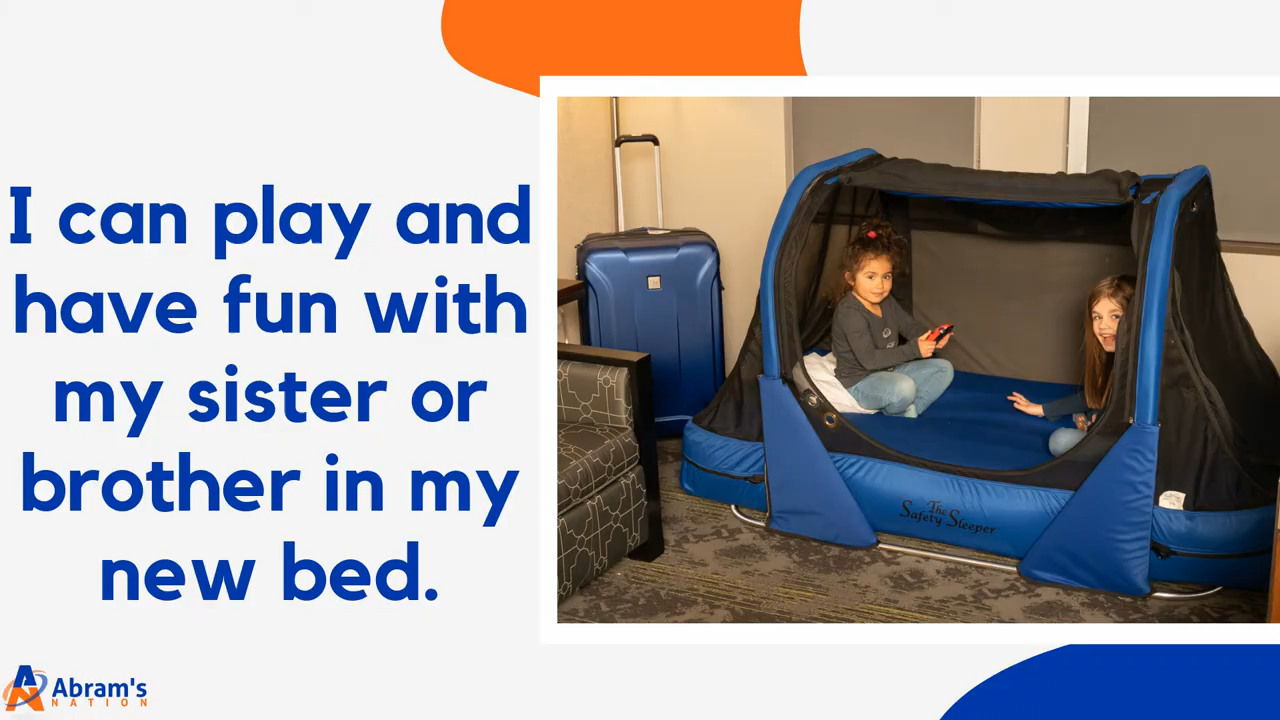 I can play and
have fun with
my sister or
brother in my
new bed.
The
Safety Sleeper
Abram's
NATION